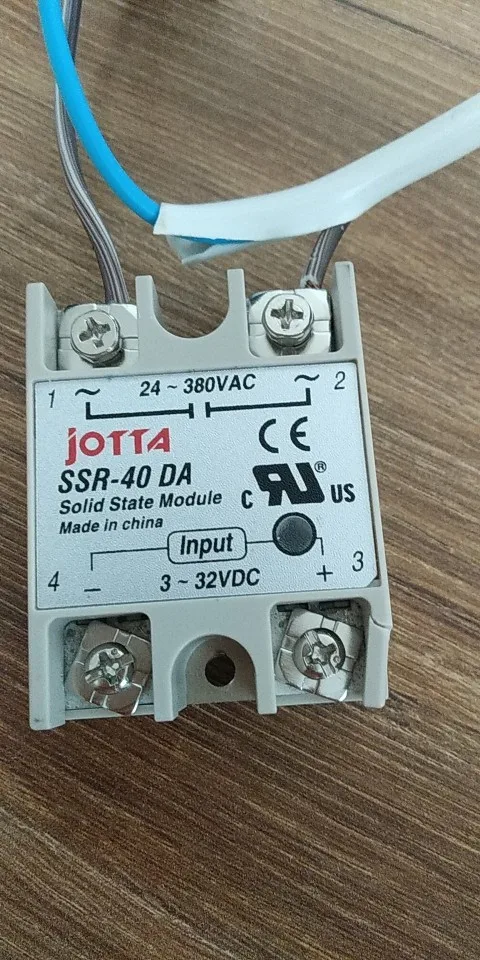 1 ~ 24 ~ 380VAC ~ 2
JOTTA CE
SSR-40 DA
Solid State Module C RU® US
Made in china
Input
4 – 3 ~ 32VDC + 3